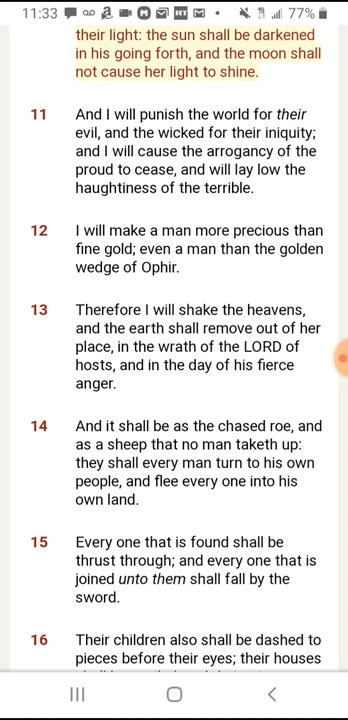 11:33
77%
their light: the sun shall be darkened
in his going forth, and the moon shall
not cause her light to shine.
11 And I will punish the world for their
evil, and the wicked for their iniquity;
and I will cause the arrogancy of the
proud to cease, and will lay low the
haughtiness of the terrible.
12 I will make a man more precious than
fine gold; even a man than the golden
wedge of Ophir.
13 Therefore I will shake the heavens,
and the earth shall remove out of her
place, in the wrath of the LORD of
hosts, and in the day of his fierce
anger.
14 And it shall be as the chased roe, and
as a sheep that no man taketh up:
they shall every man turn to his own
people, and flee every one into his
own land.
15 Every one that is found shall be
thrust through; and every one that is
joined unto them shall fall by the
sword.
16 Their children also shall be dashed to
pieces before their eyes; their houses